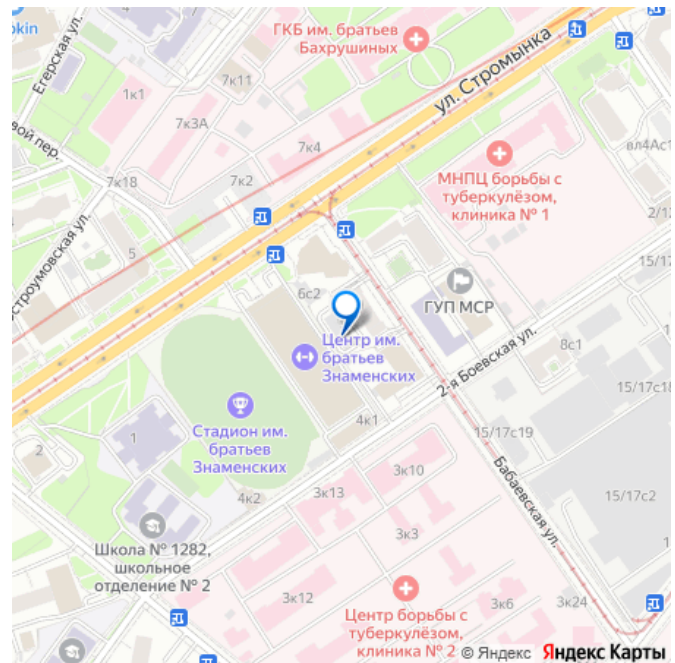 okin
Егерская ул.
ГКБ им. братьев
Бахрушиных
ул. Стромынка
1к1
7к11
7к3А
7к4
7к2
7к18
вой пер.
МНПЦ борьбы с
туберкулёзом,
клиника № 1
вл4Ас1
2/12
15/17
строумовская ул.
5
6с2
ГУП МСР
Центр им.
братьев
Знаменских
2-я Боевская ул.
8с1
15/17с18
Стадион им.
братьев
Знаменских
4к1
15/17с19
1
2
4к2
3к13
3к10
Бабаевская ул.
15/17с2
3к3
1
Школа № 1282,
школьное
отделение № 2
3к12
Центр борьбы с
туберкулёзом,
клиника № 2
3к6
3к24
© Яндекс Яндекс Карты